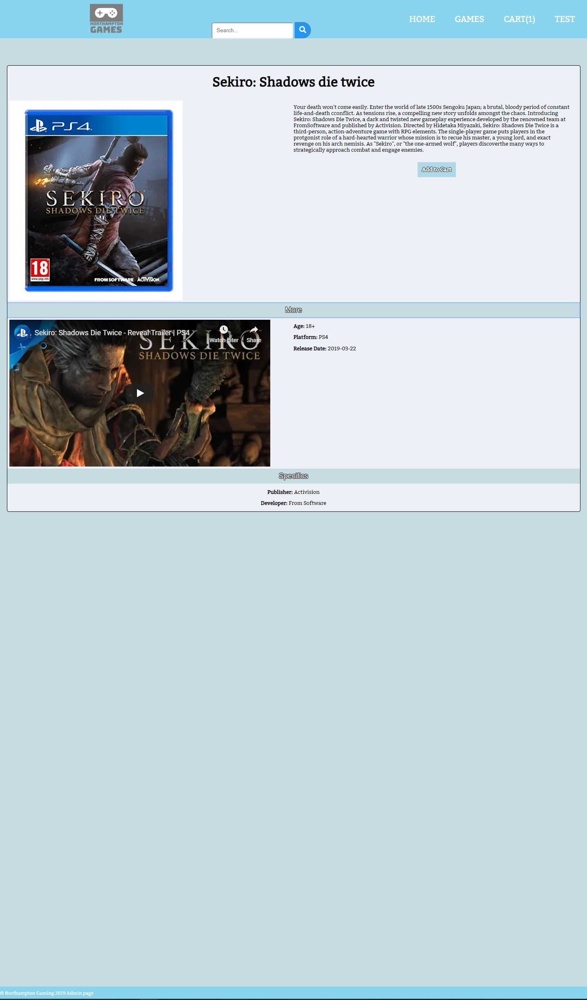 NORTHAMPTON
GAMES
Search...
HOME
GAMES
CART(1)
TEST
Sekiro: Shadows die twice
PS4
SEKIRO
SHADOWS DIE TWICE
18
www.pegi.info
FROMSOFTWARE
ACTIVISION
Your death won't come easily. Enter the world of late 1500s Sengoku Japan; a brutal, bloody period of constant
life-and-death cconflict. As tensions rise, a compelling new story unfolds amongst the chaos. Introducing
Sekiro: Shadows Die Twice, a dark and twisted new gameplay experience developed by the renowned team at
FromSoftware and published by Activision. Directed by Hidetaka Miyazaki, Sekiro: Shadows Die Twice is a
third-person, action-adventure game with RPG elements. The single-player game puts players in the
protgonist role of a hard-hearted warrior whose mission is to recue his master, a young lord, and exact
revenge on his arch nemisis. As "Sekiro", or "the one-armed wolf", players discoverthe many ways to
strategically approach combat and engage enemies.
Add to Cart
More
Sekiro: Shadows Die Twice - Reveal Trailer | PS4
Watch later
Share
SEKIRO
SHADOWS DIE TWICE
Age: 18+
Platform: PS4
Release Date: 2019-03-22
Specifics
Publisher: Activision
Developer: From Software
© Northampton Gaming 2019 Admin page